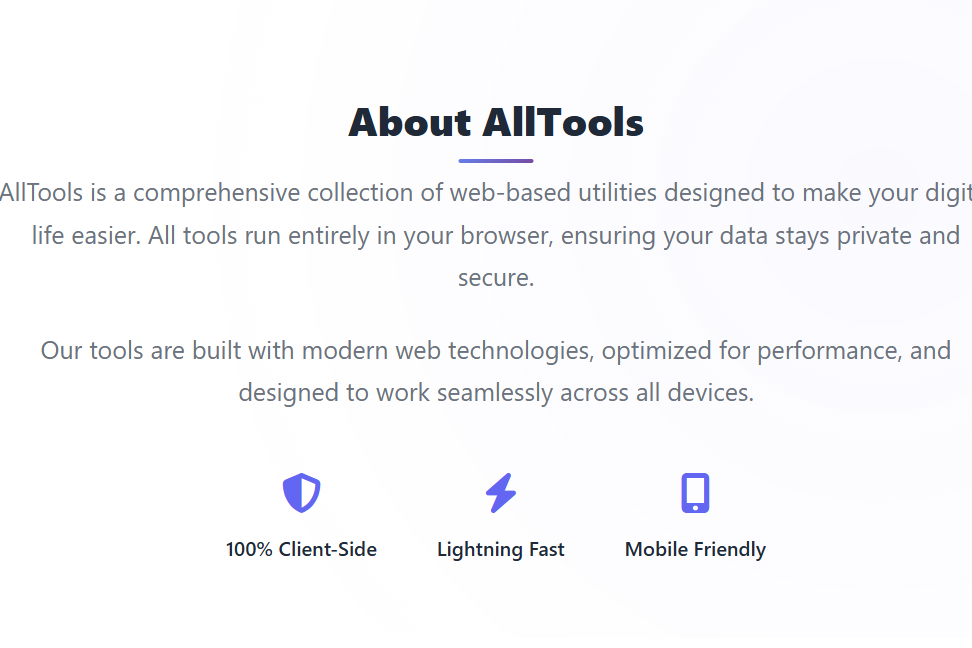 About AllTools
AllTools is a comprehensive collection of web-based utilities designed to make your digit
life easier. All tools run entirely in your browser, ensuring your data stays private and
secure.
Our tools are built with modern web technologies, optimized for performance, and
designed to work seamlessly across all devices.
100% Client-Side
Lightning Fast
Mobile Friendly